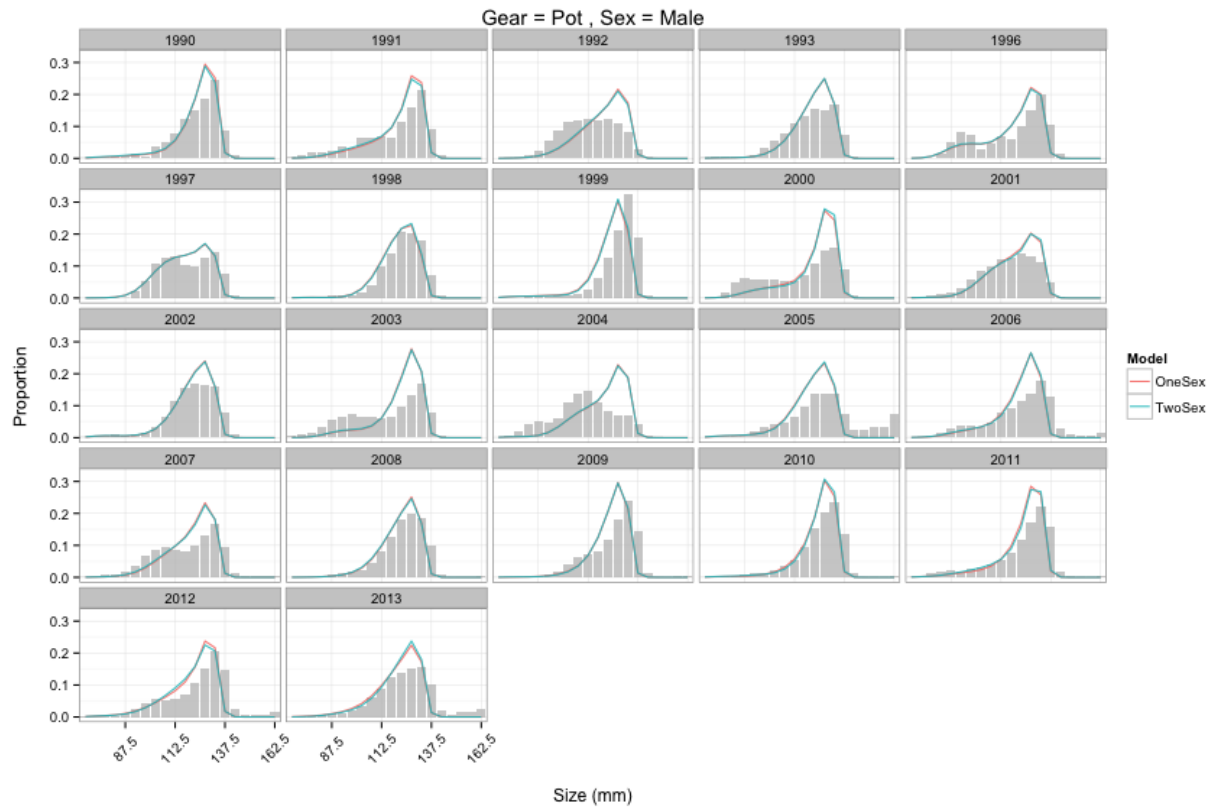 Gear = Pot , Sex = Male
1990 1991 1992 1993 1996
0.3
0.2
0.1
0.0
1997 1998 1999 2000 2001
0.3
0.2
0.1
0.0
2002 2003 2004 2005 2006
0.3
0.2
0.1
0.0
2007 2008 2009 2010 2011
0.3
0.2
0.1
0.0
2012 2013
0.3
0.2
0.1
0.0
87.5 112.5 137.5 162.5 87.5 112.5 137.5 162.5
Size (mm)
Proportion
Model
OneSex
TwoSex